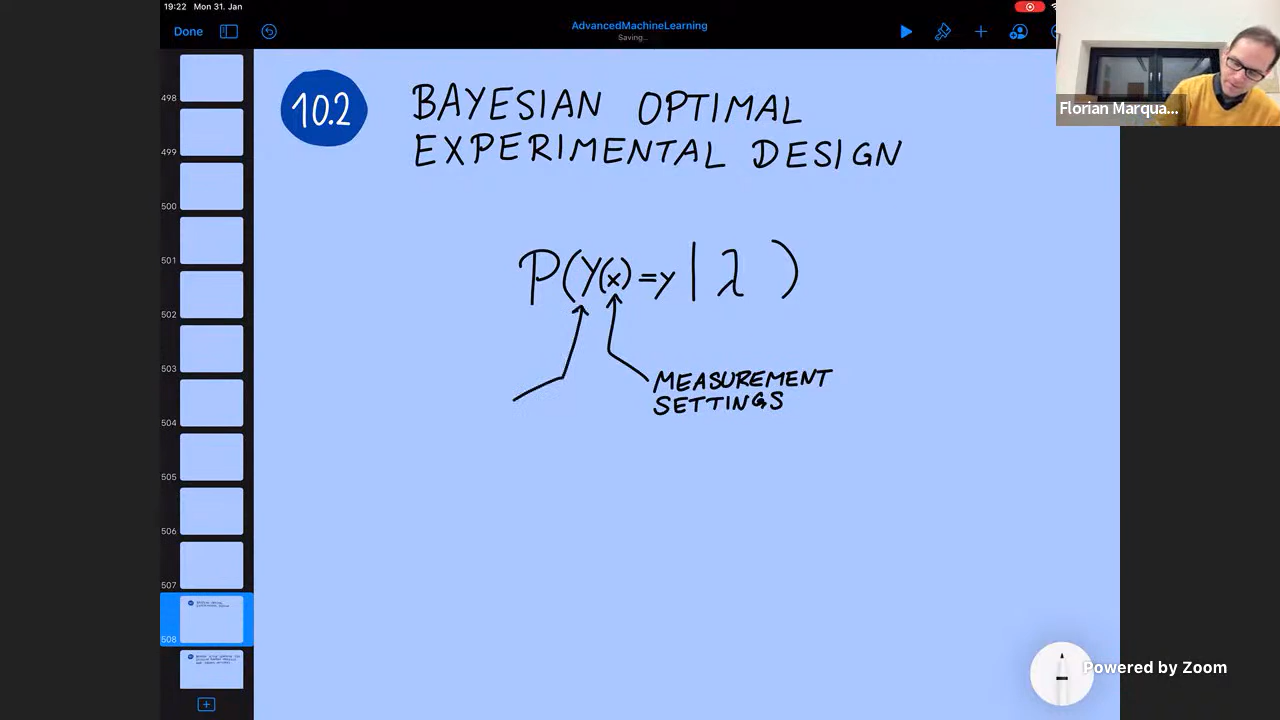 19:22 Mon 31. Jan
Done
AdvancedMachineLearning
Saving...
Florian Marqua...
498
499
500
501
502
503
504
505
506
507
508
10.2
BAYESIAN OPTIMAL
EXPERIMENTAL DESIGN
P(Y(x)=y | λ )
MEASUREMENT
SETTINGS
Powered by Zoom